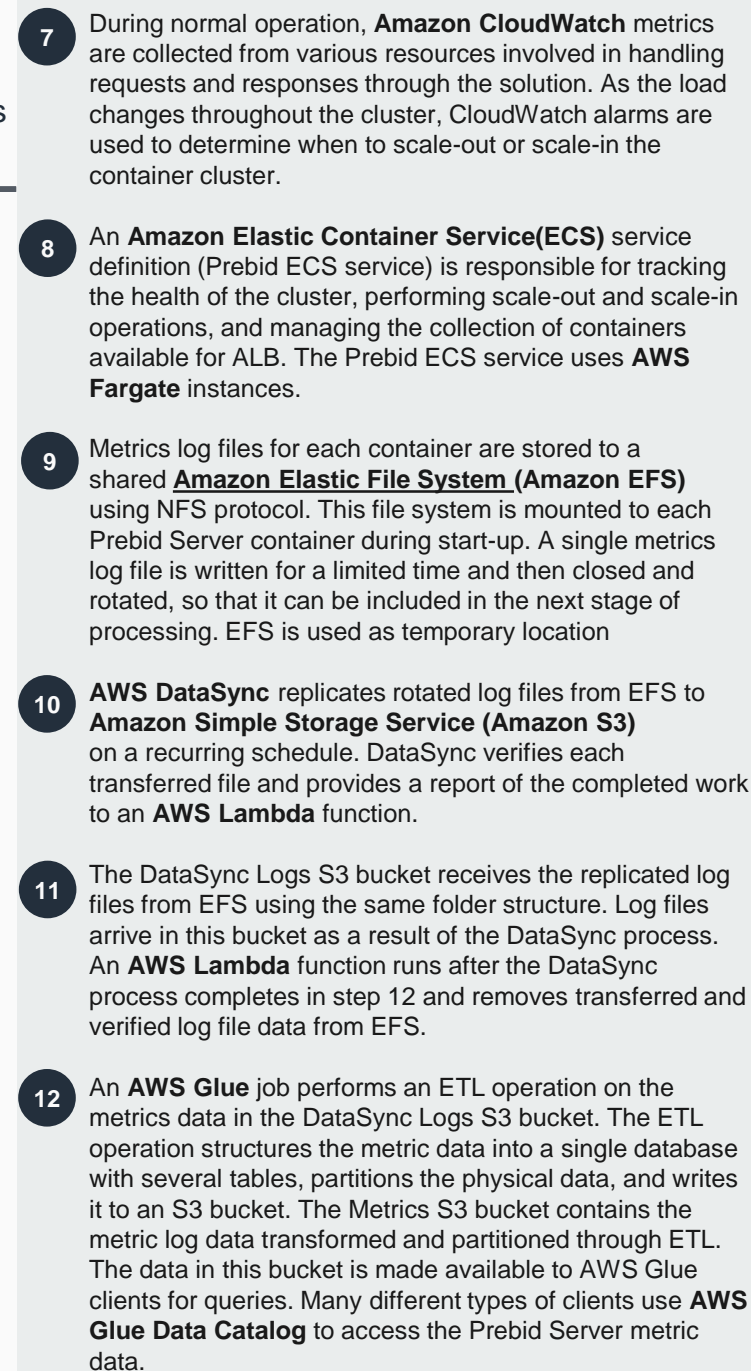 s
7
During normal operation, Amazon CloudWatch metrics
are collected from various resources involved in handling
requests and responses through the solution. As the load
changes throughout the cluster, CloudWatch alarms are
used to determine when to scale-out or scale-in the
container cluster.
8
An Amazon Elastic Container Service(ECS) service
definition (Prebid ECS service) is responsible for tracking
the health of the cluster, performing scale-out and scale-in
operations, and managing the collection of containers
available for ALB. The Prebid ECS service uses AWS
Fargate instances.
9
Metrics log files for each container are stored to a
shared Amazon Elastic File System (Amazon EFS)
using NFS protocol. This file system is mounted to each
Prebid Server container during start-up. A single metrics
log file is written for a limited time and then closed and
rotated, so that it can be included in the next stage of
processing. EFS is used as temporary location
10
AWS DataSync replicates rotated log files from EFS to
Amazon Simple Storage Service (Amazon S3)
on a recurring schedule. DataSync verifies each
transferred file and provides a report of the completed work
to an AWS Lambda function.
11
The DataSync Logs S3 bucket receives the replicated log
files from EFS using the same folder structure. Log files
arrive in this bucket as a result of the DataSync process.
An AWS Lambda function runs after the DataSync
process completes in step 12 and removes transferred and
verified log file data from EFS.
12
An AWS Glue job performs an ETL operation on the
metrics data in the DataSync Logs S3 bucket. The ETL
operation structures the metric data into a single database
with several tables, partitions the physical data, and writes
it to an S3 bucket. The Metrics S3 bucket contains the
metric log data transformed and partitioned through ETL.
The data in this bucket is made available to AWS Glue
clients for queries. Many different types of clients use AWS
Glue Data Catalog to access the Prebid Server metric
data.